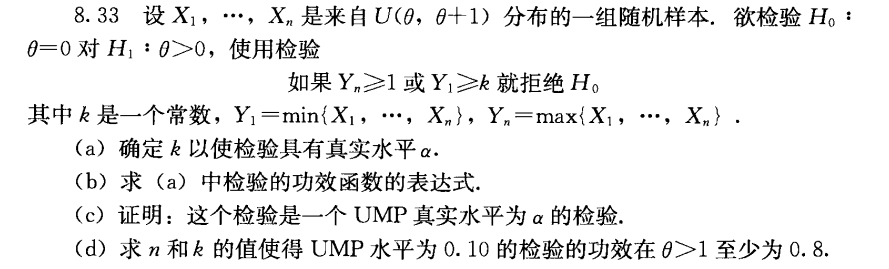 8.33 设 X₁, …, Xₙ 是来自 U(θ, θ+1) 分布的一组随机样本. 欲检验 H₀：
θ=0 对 H₁：θ>0, 使用检验
如果 Yₙ≥1 或 Y₁≥k 就拒绝 H₀
其中 k 是一个常数, Y₁=min{X₁, …, Xₙ}, Yₙ=max{X₁, …, Xₙ}.
(a) 确定 k 以使检验具有真实水平 α.
(b) 求 (a) 中检验的功效函数的表达式.
(c) 证明：这个检验是一个 UMP 真实水平为 α 的检验.
(d) 求 n 和 k 的值使得 UMP 水平为 0.10 的检验的功效在 θ>1 至少为 0.8.